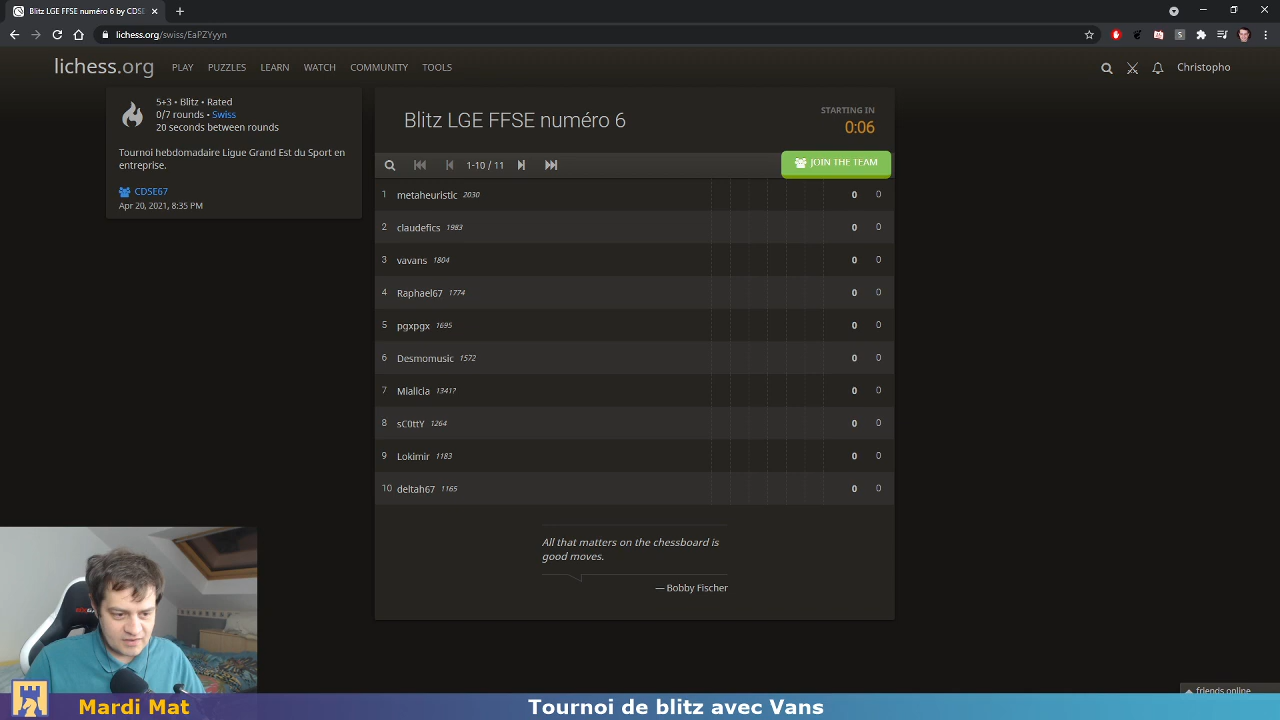 Blitz LGE FFSE numéro 6 by CDSE
lichess.org/swiss/EaPZYyyn
lichess.org PLAY PUZZLES LEARN WATCH COMMUNITY TOOLS Christopho
5+3 • Blitz • Rated
0/7 rounds • Swiss
20 seconds between rounds
Tournoi hebdomadaire Ligue Grand Est du Sport en
entreprise.
CDSE67
Apr 20, 2021, 8:35 PM
Blitz LGE FFSE numéro 6
STARTING IN
0:06
1-10 / 11
JOIN THE TEAM
1 metaheuristic 2030 0 0
2 claudefics 1983 0 0
3 vavans 1804 0 0
4 Raphael67 1774 0 0
5 pgxpgx 1695 0 0
6 Desmomusic 1572 0 0
7 Mialicia 1341? 0 0
8 sC0ttY 1264 0 0
9 Lokimir 1183 0 0
10 deltah67 1165 0 0
All that matters on the chessboard is
good moves.
— Bobby Fischer
friends online
Mardi Mat
Tournoi de blitz avec Vans